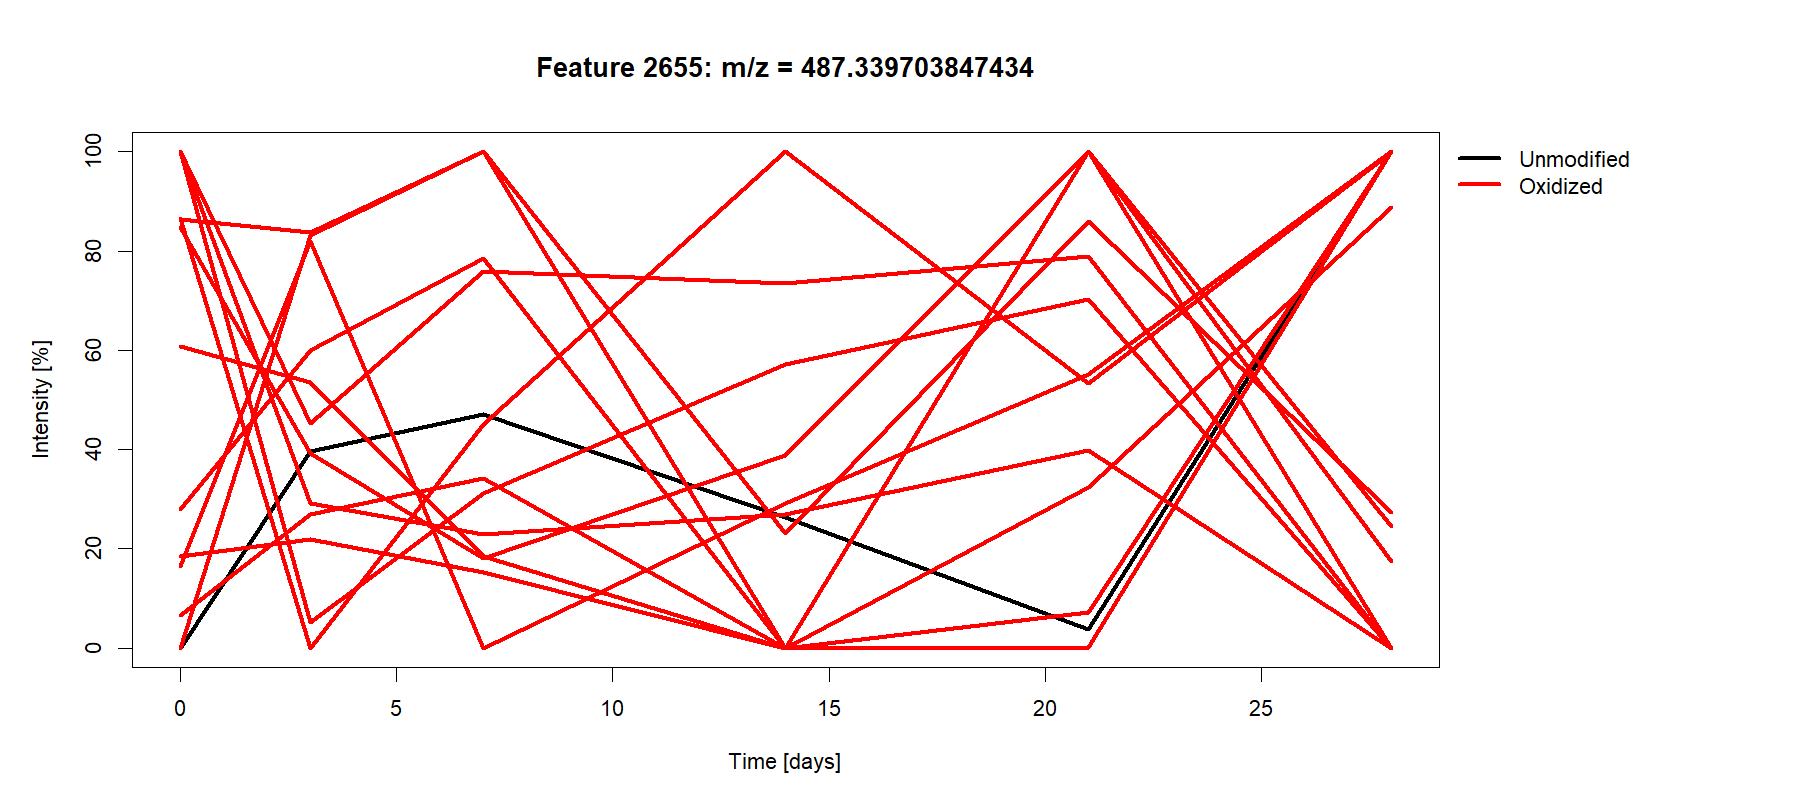 Feature 2655: m/z = 487.339703847434
Unmodified
Oxidized
Intensity [%]
100
80
60
40
20
0
0 5 10 15 20 25
Time [days]